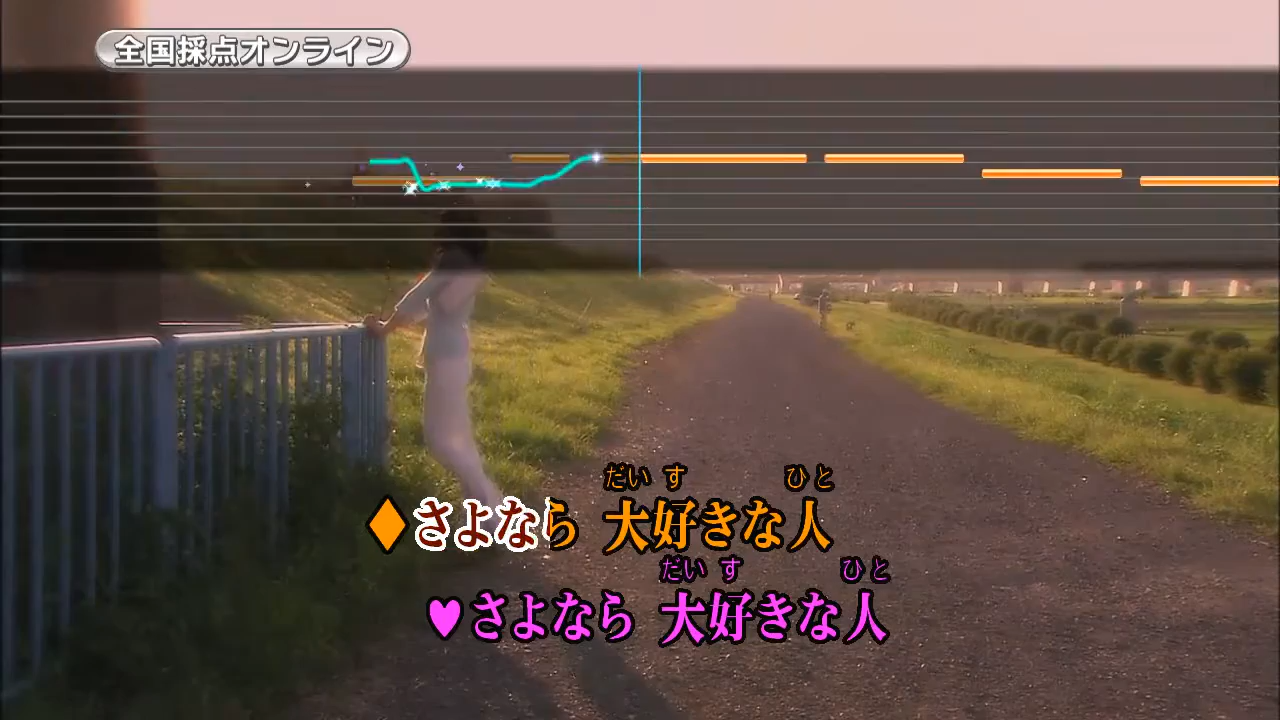 全国採点オンライン
だい す ひと
♦さよなら 大好きな人
だい す ひと
♥さよなら 大好きな人